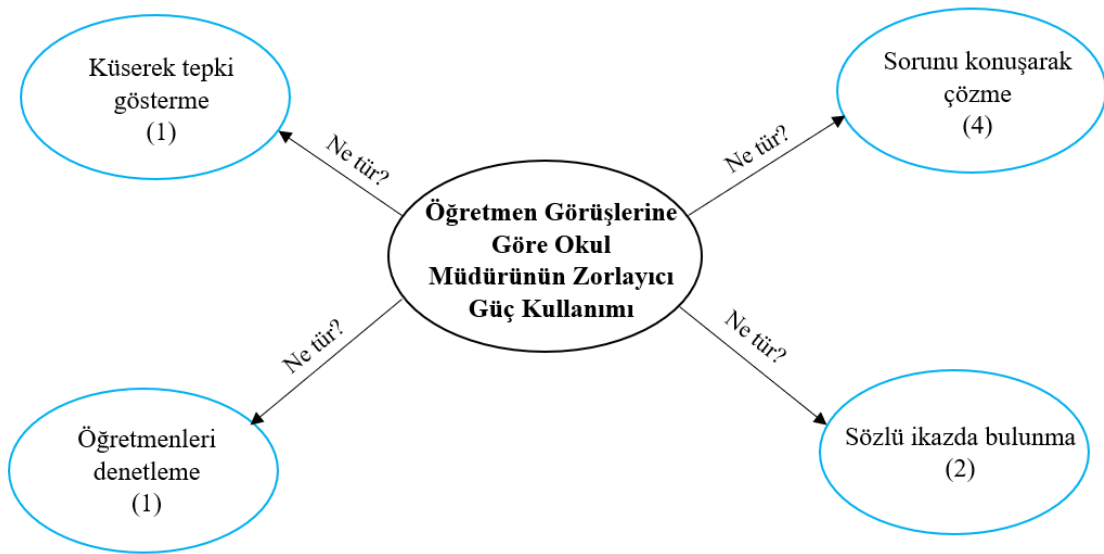 Küserek tepki
gösterme
(1)
Sorunu konuşarak
çözme
(4)
Ne tür?
Ne tür?
Öğretmen Görüşlerine
Göre Okul
Müdürünün Zorlayıcı
Güç Kullanımı
Ne tür?
Ne tür?
Öğretmenleri
denetleme
(1)
Sözlü ikazda bulunma
(2)